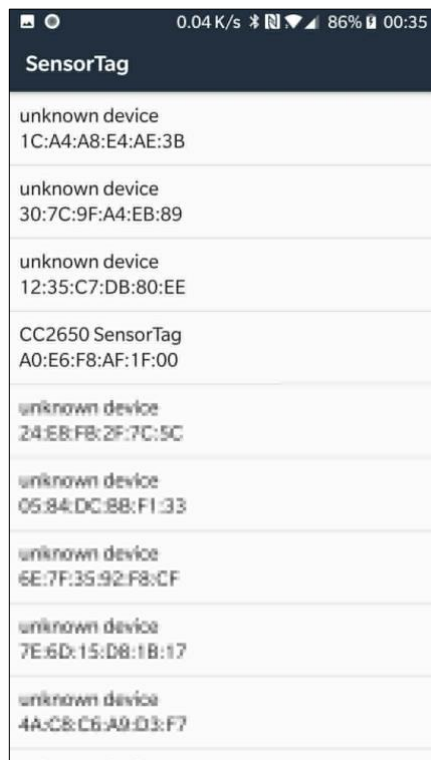 0.04 K/s 86% 00:35
SensorTag
unknown device
1C:A4:A8:E4:AE:3B
unknown device
30:7C:9F:A4:EB:89
unknown device
12:35:C7:DB:80:EE
CC2650 SensorTag
A0:E6:F8:AF:1F:00
unknown device
24:E8:FB:2F:7C:5C
unknown device
05:84:DC:BB:F1:33
unknown device
6E:7F:35:92:F8:CF
unknown device
7E:6D:15:D8:1B:17
unknown device
4A:C8:C6:A9:D3:F7